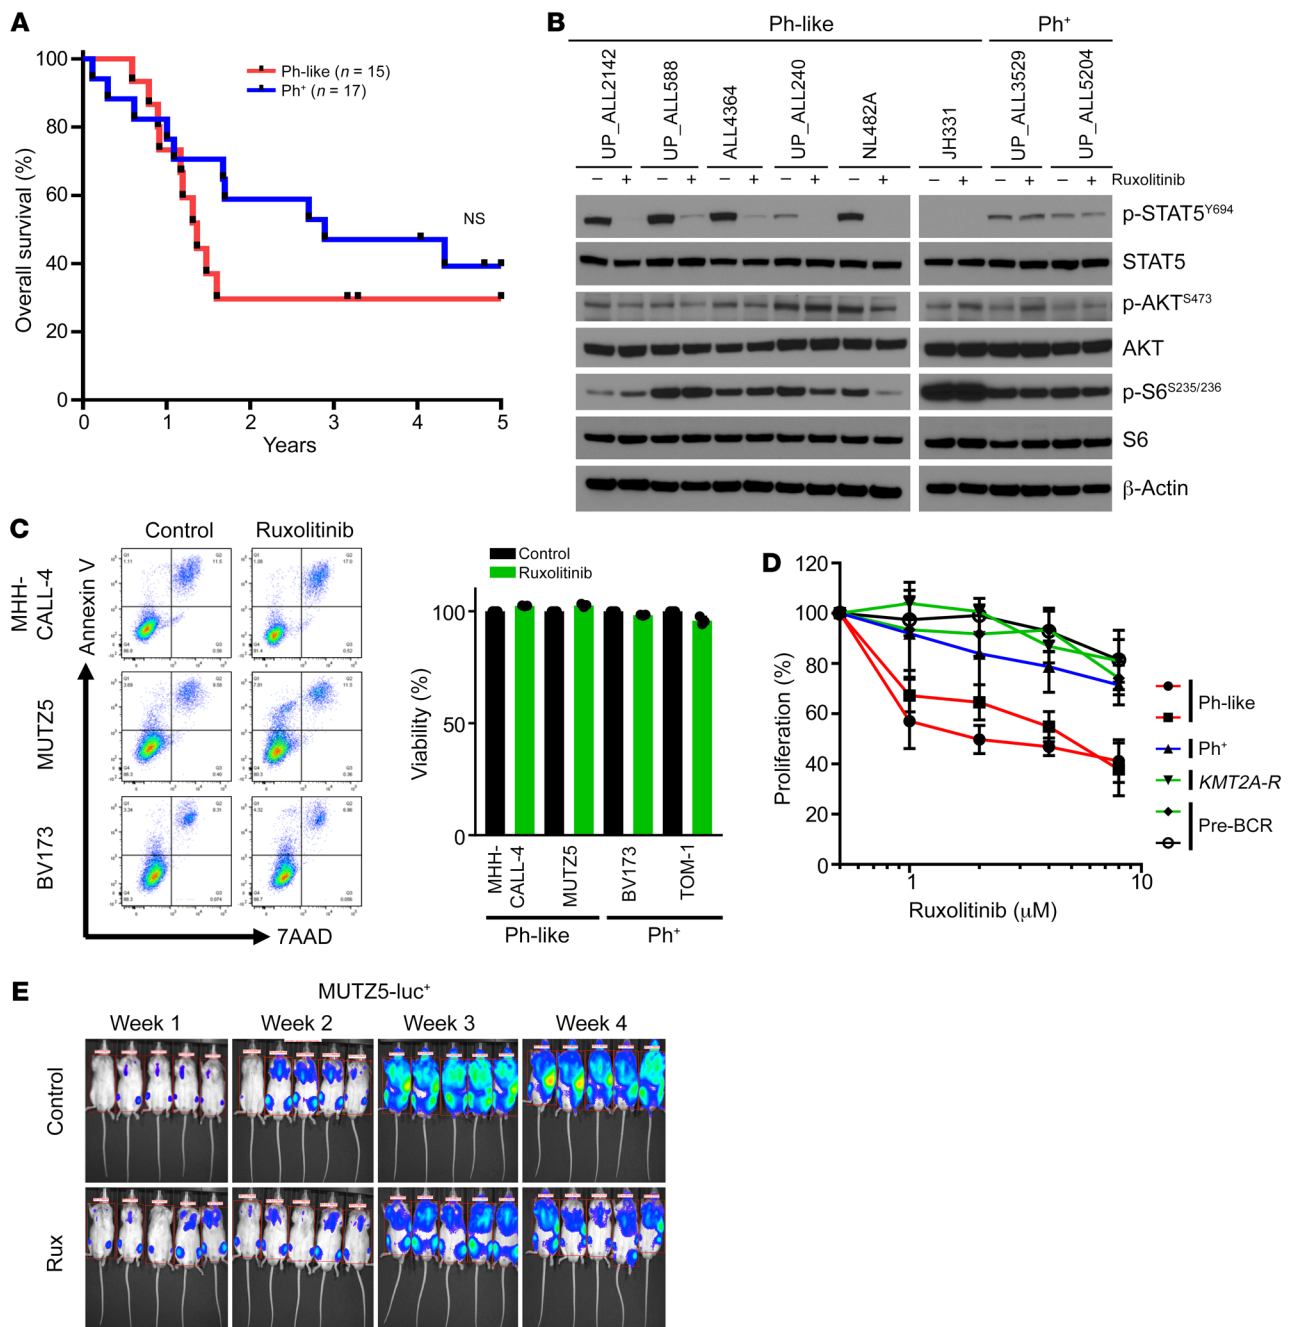 A
100
80
60
40
20
0
Overall survival (%)
Ph-like (n = 15)
Ph+ (n = 17)
NS
0 1 2 3 4 5
Years
B
Ph-like Ph+
UP_ALL2142 UP_ALL588 ALL4364 UP_ALL240 NL482A JH331 UP_ALL3529 UP_ALL5204
– + – + – + – + – + – + – + – + Ruxolitinib
p-STAT5Y694
STAT5
p-AKTS473
AKT
p-S6S235/236
S6
β-Actin
C
Control Ruxolitinib
MHH-
CALL-4
MUTZ5
BV173
Annexin V
7AAD
Control
Ruxolitinib
100
50
0
Viability (%)
MHH-
CALL-4
MUTZ5
BV173
TOM-1
Ph-like Ph+
D
120
100
80
60
40
20
0
Proliferation (%)
1 10
Ruxolitinib (μM)
Ph-like
Ph+
KMT2A-R
Pre-BCR
E
MUTZ5-luc+
Week 1 Week 2 Week 3 Week 4
Control
Rux